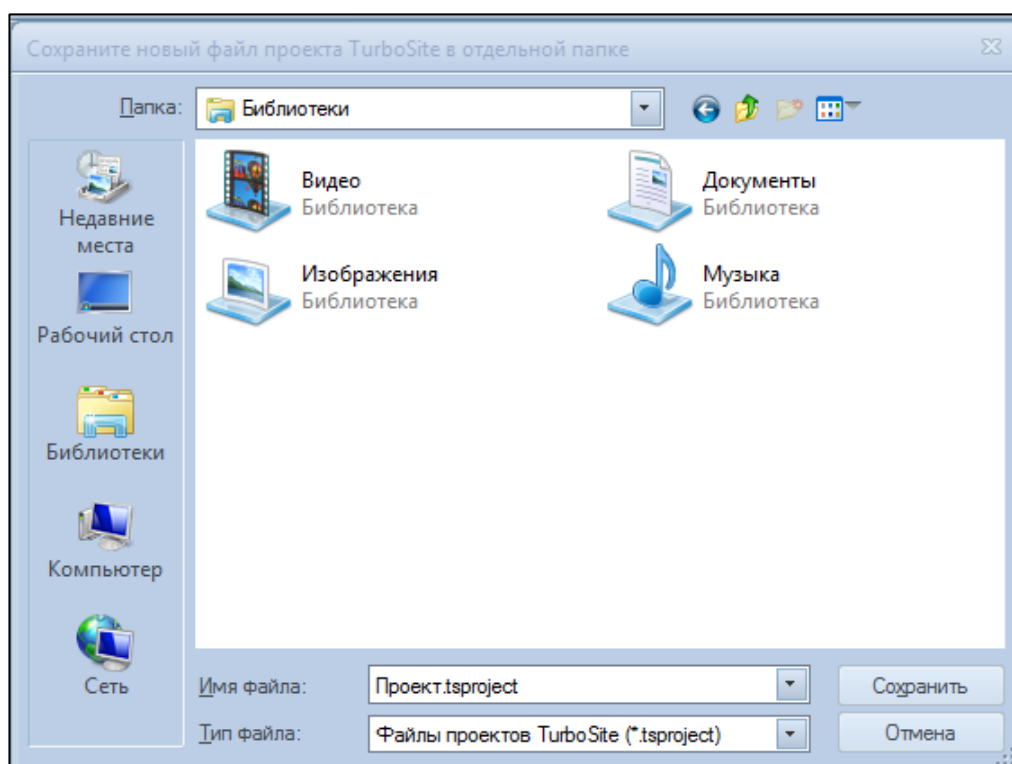 Сохраните новый файл проекта TurboSite в отдельной папке
Папка:
Библиотеки
Недавние
места
Рабочий стол
Библиотеки
Компьютер
Сеть
Видео
Библиотека
Документы
Библиотека
Изображения
Библиотека
Музыка
Библиотека
Имя файла:
Проект.tsproject
Сохранить
Тип файла:
Файлы проектов TurboSite (*.tsproject)
Отмена